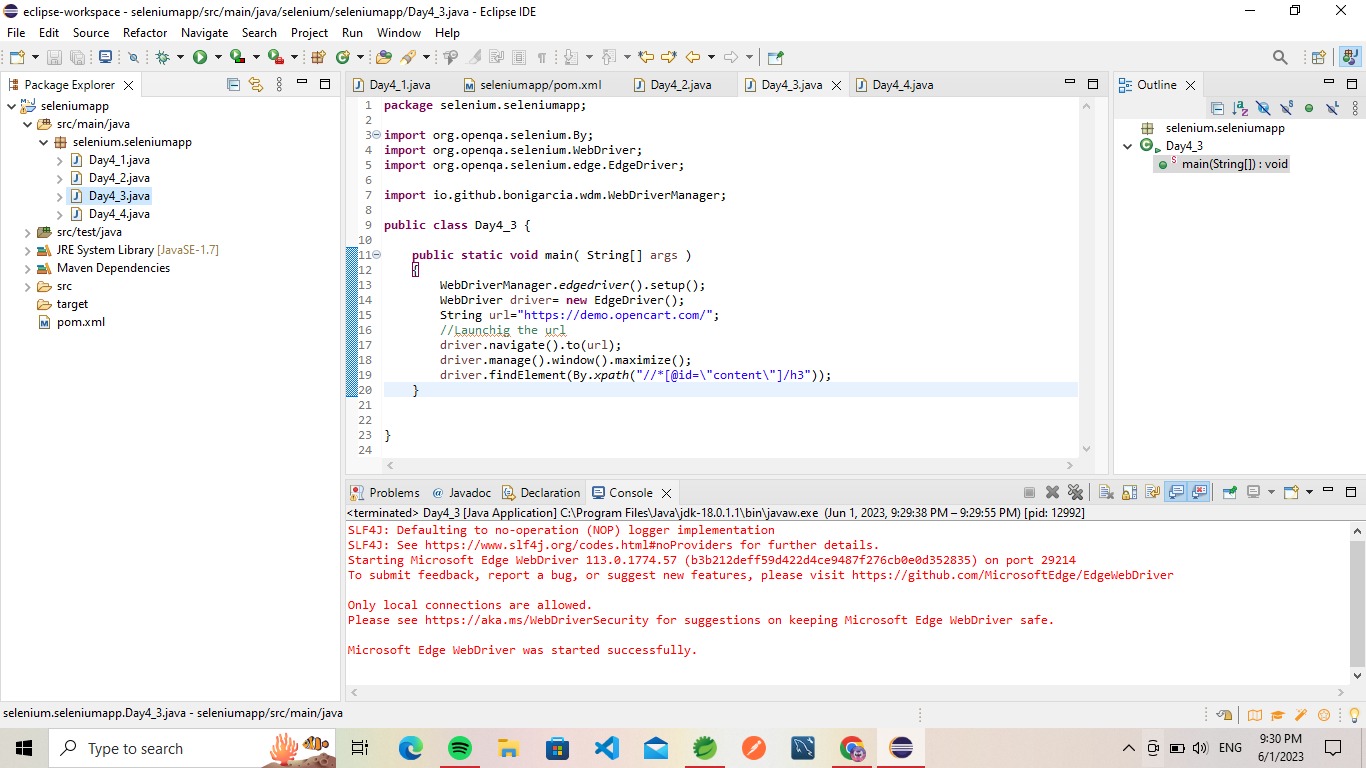 eclipse-workspace - seleniumapp/src/main/java/selenium/seleniumapp/Day4_3.java - Eclipse IDE
File Edit Source Refactor Navigate Search Project Run Window Help
Package Explorer
seleniumapp
src/main/java
selenium.seleniumapp
Day4_1.java
Day4_2.java
Day4_3.java
Day4_4.java
src/test/java
JRE System Library [JavaSE-1.7]
Maven Dependencies
src
target
pom.xml
Day4_1.java seleniumapp/pom.xml Day4_2.java Day4_3.java Day4_4.java
1 package selenium.seleniumapp;
2
3 import org.openqa.selenium.By;
4 import org.openqa.selenium.WebDriver;
5 import org.openqa.selenium.edge.EdgeDriver;
6
7 import io.github.bonigarcia.wdm.WebDriverManager;
8
9 public class Day4_3 {
10
11 public static void main( String[] args )
12 {
13 WebDriverManager.edgedriver().setup();
14 WebDriver driver= new EdgeDriver();
15 String url="https://demo.opencart.com/";
16 //Launchig the url
17 driver.navigate().to(url);
18 driver.manage().window().maximize();
19 driver.findElement(By.xpath("//*[@id=\"content\"]/h3"));
20 }
21
22
23 }
24
Outline
selenium.seleniumapp
Day4_3
main(String[]) : void
Problems Javadoc Declaration Console
<terminated> Day4_3 [Java Application] C:\Program Files\Java\jdk-18.0.1.1\bin\javaw.exe (Jun 1, 2023, 9:29:38 PM – 9:29:55 PM) [pid: 12992]
SLF4J: Defaulting to no-operation (NOP) logger implementation
SLF4J: See https://www.slf4j.org/codes.html#noProviders for further details.
Starting Microsoft Edge WebDriver 113.0.1774.57 (b3b212deff59d422d4ce9487f276cb0e0d352835) on port 29214
To submit feedback, report a bug, or suggest new features, please visit https://github.com/MicrosoftEdge/EdgeWebDriver
Only local connections are allowed.
Please see https://aka.ms/WebDriverSecurity for suggestions on keeping Microsoft Edge WebDriver safe.
Microsoft Edge WebDriver was started successfully.
selenium.seleniumapp.Day4_3.java - seleniumapp/src/main/java
Type to search
ENG
9:30 PM
6/1/2023